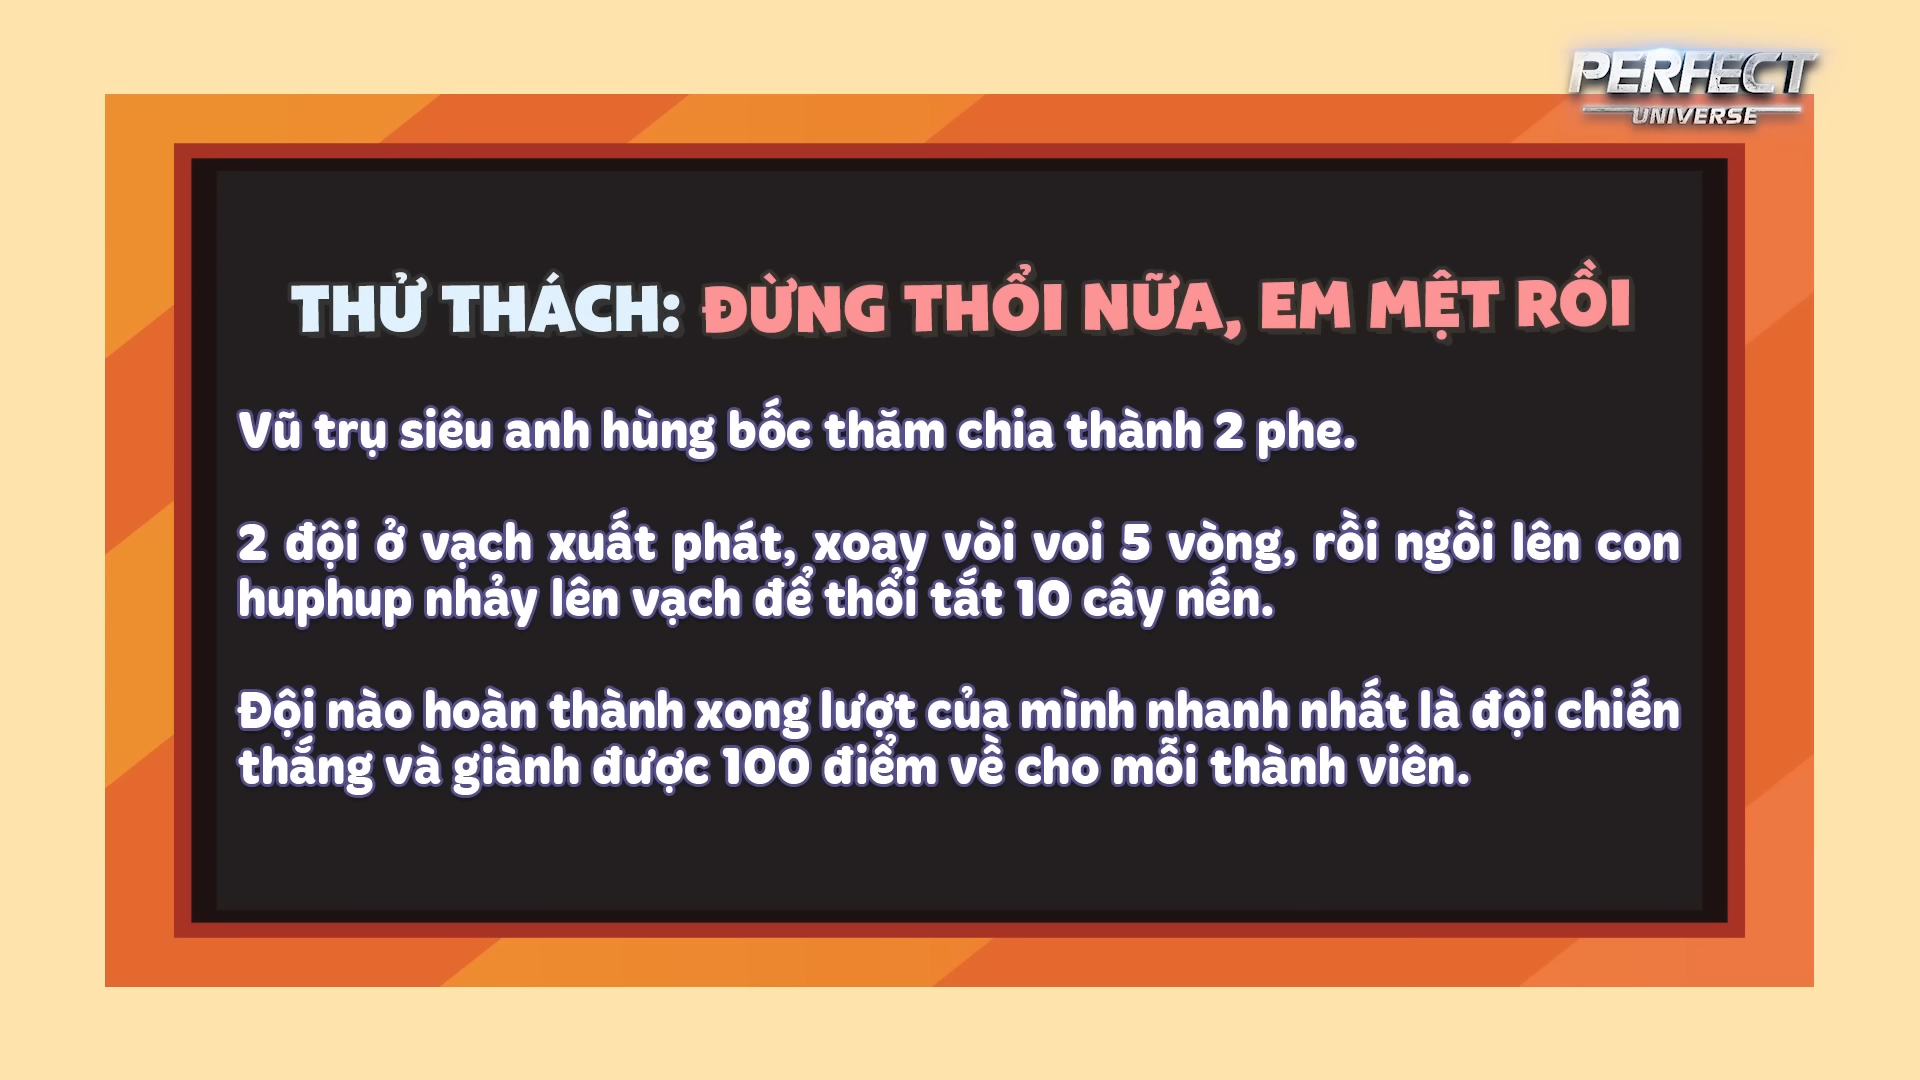 PERFECT
UNIVERSE
THỬ THÁCH: ĐỪNG THỔI NỮA, EM MỆT RỒI
Vũ trụ siêu anh hùng bốc thăm chia thành 2 phe.
2 đội ở vạch xuất phát, xoay vòi voi 5 vòng, rồi ngồi lên con
huphup nhảy lên vạch để thổi tắt 10 cây nến.
Đội nào hoàn thành xong lượt của mình nhanh nhất là đội chiến
thắng và giành được 100 điểm về cho mỗi thành viên.